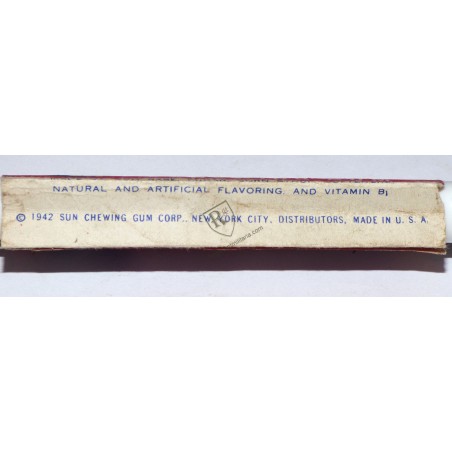 NATURAL AND ARTIFICIAL FLAVORING, AND VITAMIN B₁
© 1942 SUN CHEWING GUM CORP., NEW YORK CITY, DISTRIBUTORS, MADE IN U. S. A.